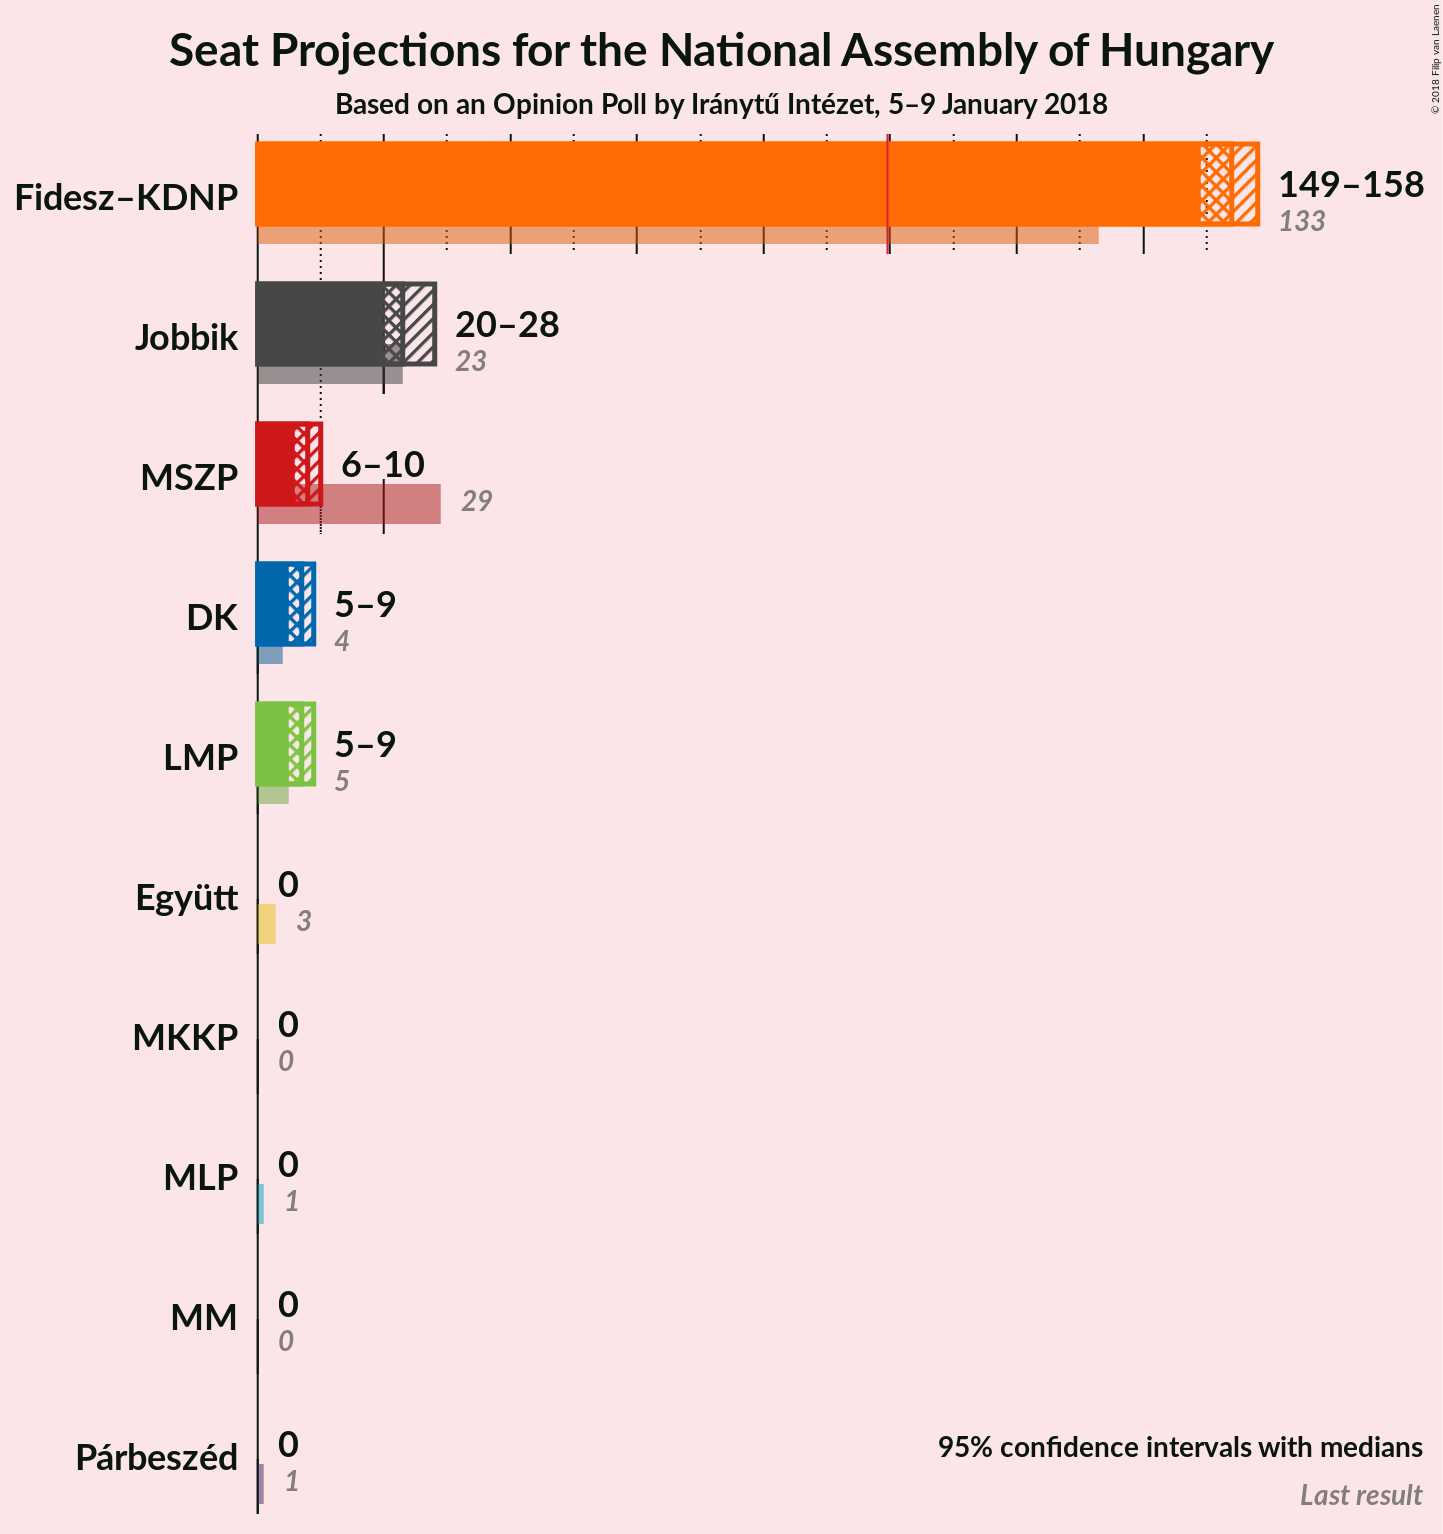 Seat Projections for the National Assembly of Hungary
Based on an Opinion Poll by Iránytű Intézet, 5–9 January 2018
© 2018 Filip van Laenen
Fidesz–KDNP
149–158
133
Jobbik
20–28
23
MSZP
6–10
29
DK
5–9
4
LMP
5–9
5
Együtt
0
3
MKKP
0
0
MLP
0
1
MM
0
0
Párbeszéd
0
1
95% confidence intervals with medians
Last result